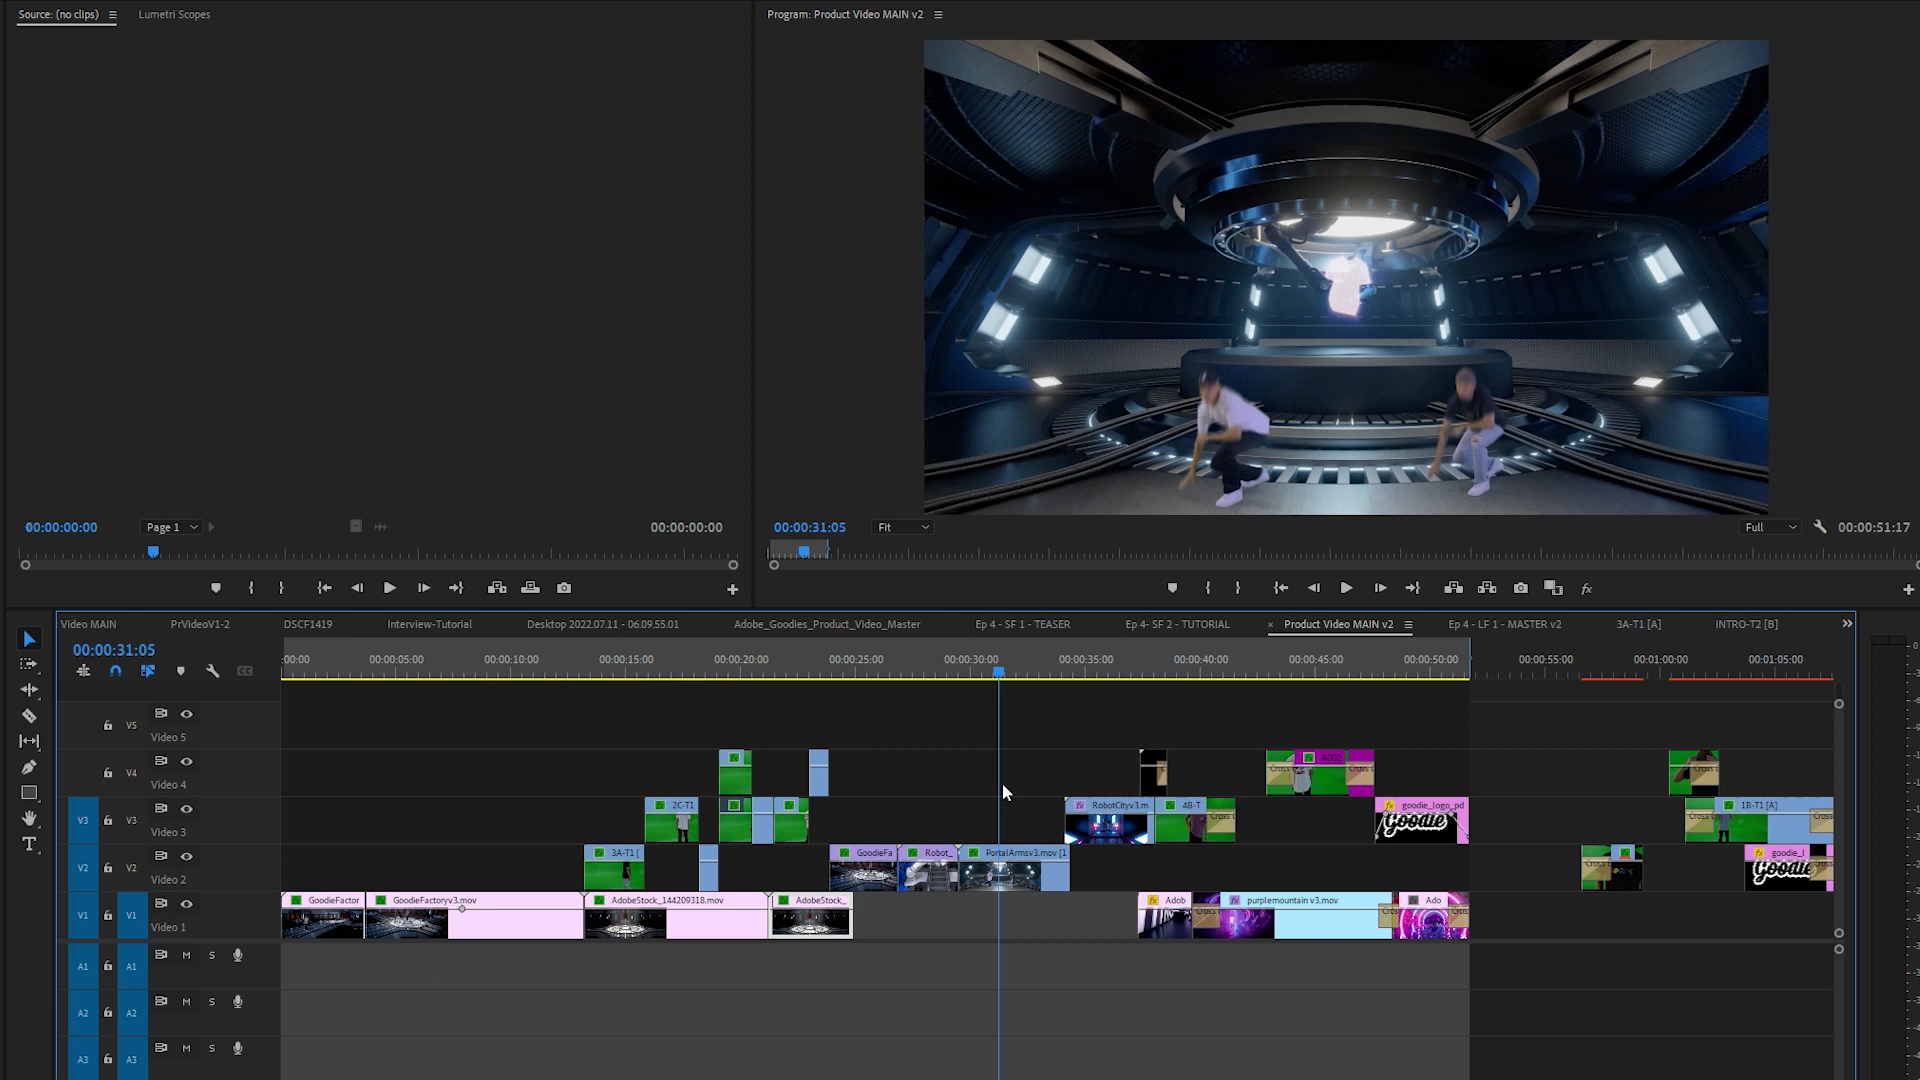 Source: (no clips)
Lumetri Scopes
Program: Product Video MAIN v2
00:00:00:00
Page 1
00:00:00:00
00:00:31:05
Fit
Full
00:00:51:17
fx
Video MAIN
PrVideoV1-2
DSCF1419
Interview-Tutorial
Desktop 2022.07.11 - 06.09.55.01
Adobe_Goodies_Product_Video_Master
Ep 4 - SF 1 - TEASER
Ep 4- SF 2 - TUTORIAL
× Product Video MAIN v2
Ep 4 - LF 1 - MASTER v2
3A-T1 [A]
INTRO-T2 [B]
00:00:31:05
:00:00
00:00:05:00
00:00:10:00
00:00:15:00
00:00:20:00
00:00:25:00
00:00:30:00
00:00:35:00
00:00:40:00
00:00:45:00
00:00:50:00
00:00:55:00
00:01:00:00
00:01:05:00
V5
Video 5
V4
Video 4
A002
V3
V3
Video 3
2C-T1
RobotCityv3.m
4B-T
goodie_logo_pd
Goodie
1B-T1 [A]
V2
V2
Video 2
3A-T1 [
GoodieFa
Robot_
PortalArmsv3.mov [1
goodie_l
Goodie
V1
V1
Video 1
GoodieFactor
GoodieFactoryv3.mov
AdobeStock_144209318.mov
AdobeStock_
Adob
purplemountain v3.mov
Ado
A1
A1
M
S
A2
A2
M
S
A3
A3
M
S